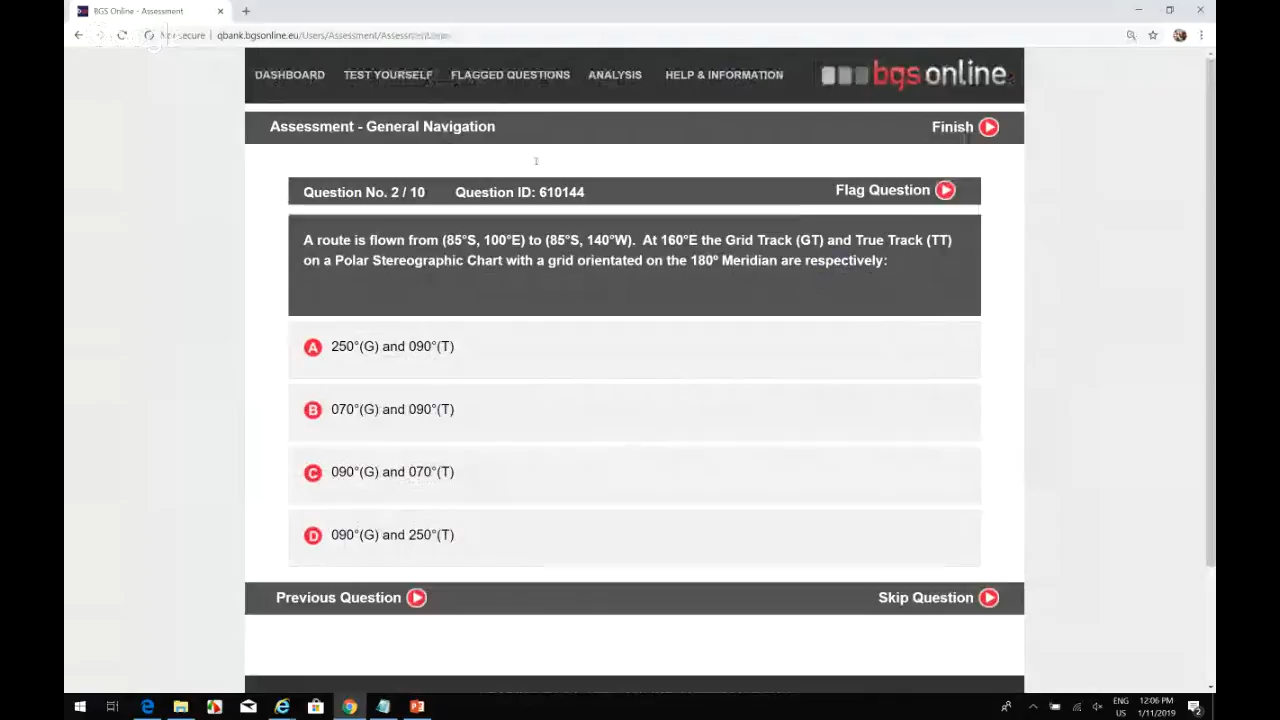 BGS Online - Assessment
qbank.bgsonline.eu/Users/Assessment/
DASHBOARD TEST YOURSELF FLAGGED QUESTIONS ANALYSIS HELP & INFORMATION bgs online
Assessment - General Navigation Finish
Question No. 2 / 10 Question ID: 610144 Flag Question
A route is flown from (85°S, 100°E) to (85°S, 140°W). At 160°E the Grid Track (GT) and True Track (TT)
on a Polar Stereographic Chart with a grid orientated on the 180º Meridian are respectively:
A 250°(G) and 090°(T)
B 070°(G) and 090°(T)
C 090°(G) and 070°(T)
D 090°(G) and 250°(T)
Previous Question Skip Question
ENG 12:06 PM
US 1/11/2019
2